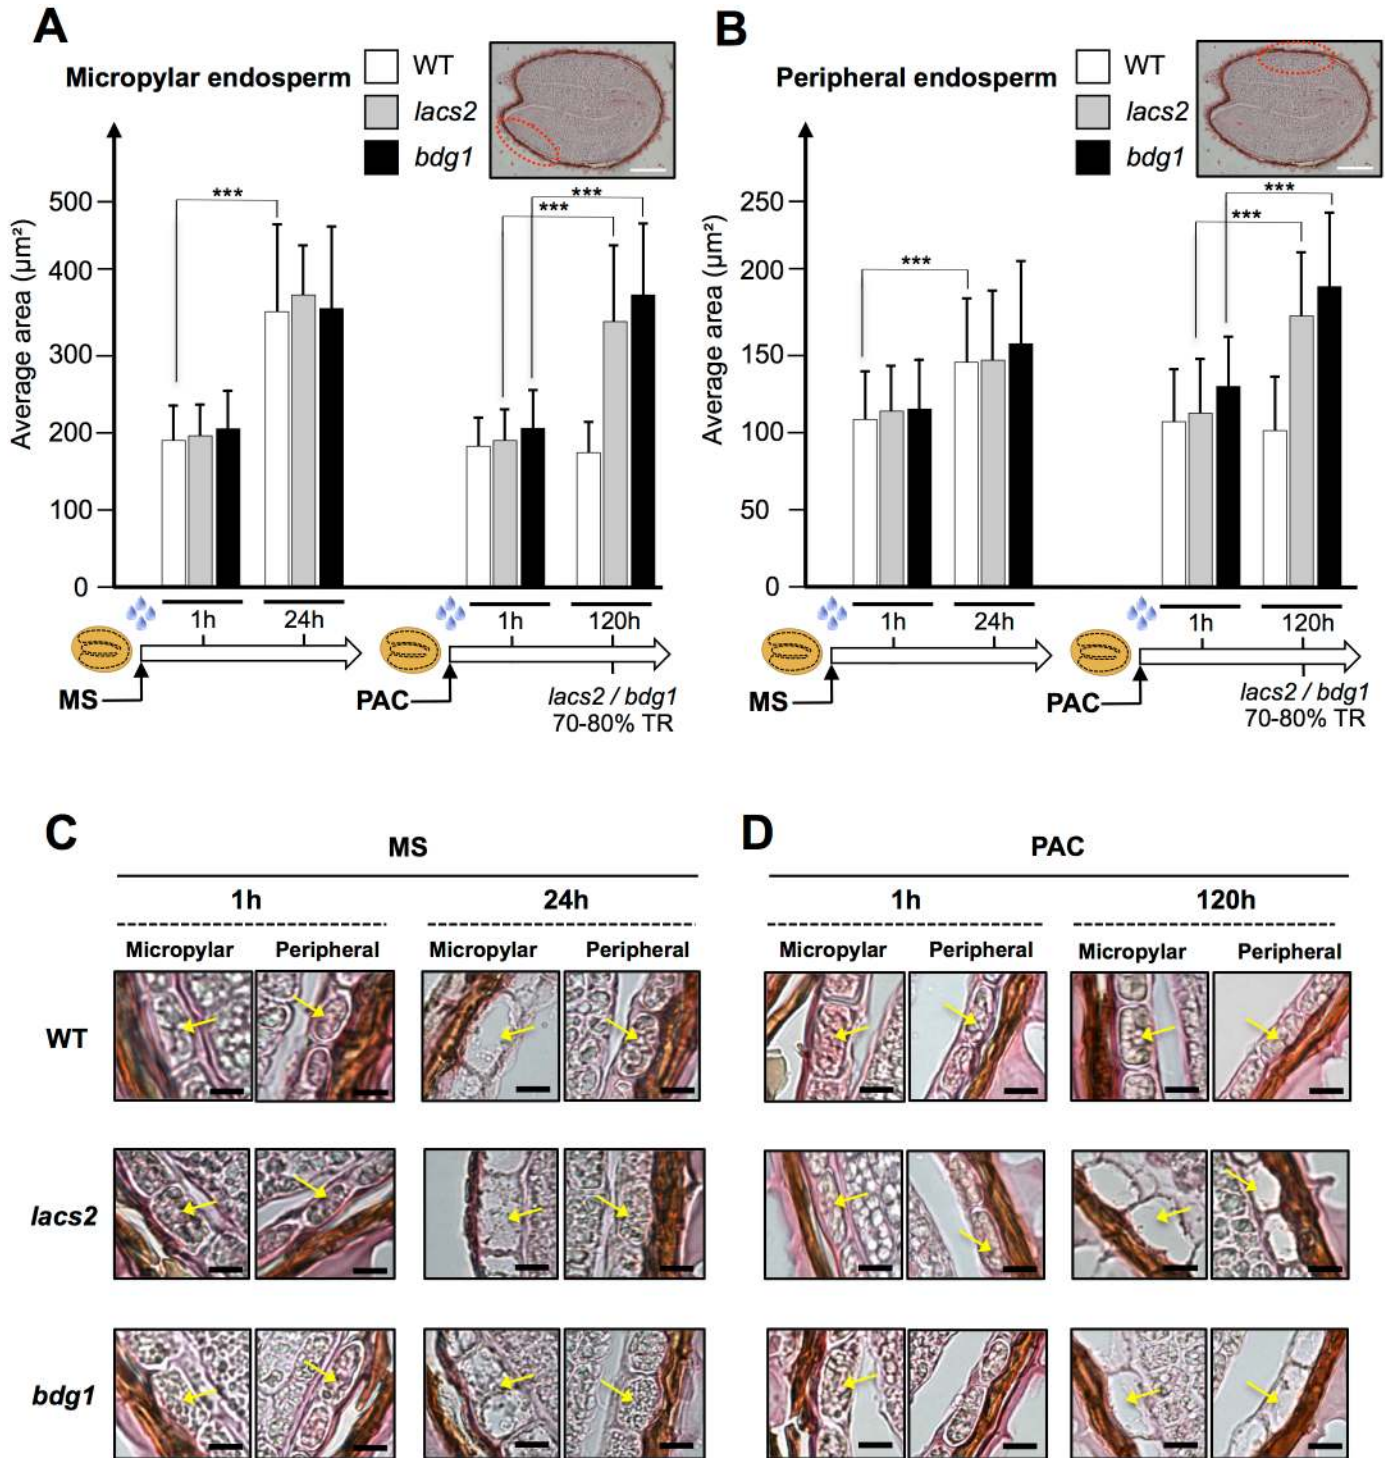 A
Micropylar endosperm
WT
lacs2
bdg1
Average area (µm²)
500
400
300
200
100
0
***
***
***
1h
24h
1h
120h
MS
PAC
lacs2 / bdg1
70-80% TR
B
Peripheral endosperm
WT
lacs2
bdg1
Average area (µm²)
250
200
150
100
50
0
***
***
***
1h
24h
1h
120h
MS
PAC
lacs2 / bdg1
70-80% TR
C
MS
1h
24h
Micropylar
Peripheral
Micropylar
Peripheral
WT
lacs2
bdg1
D
PAC
1h
120h
Micropylar
Peripheral
Micropylar
Peripheral